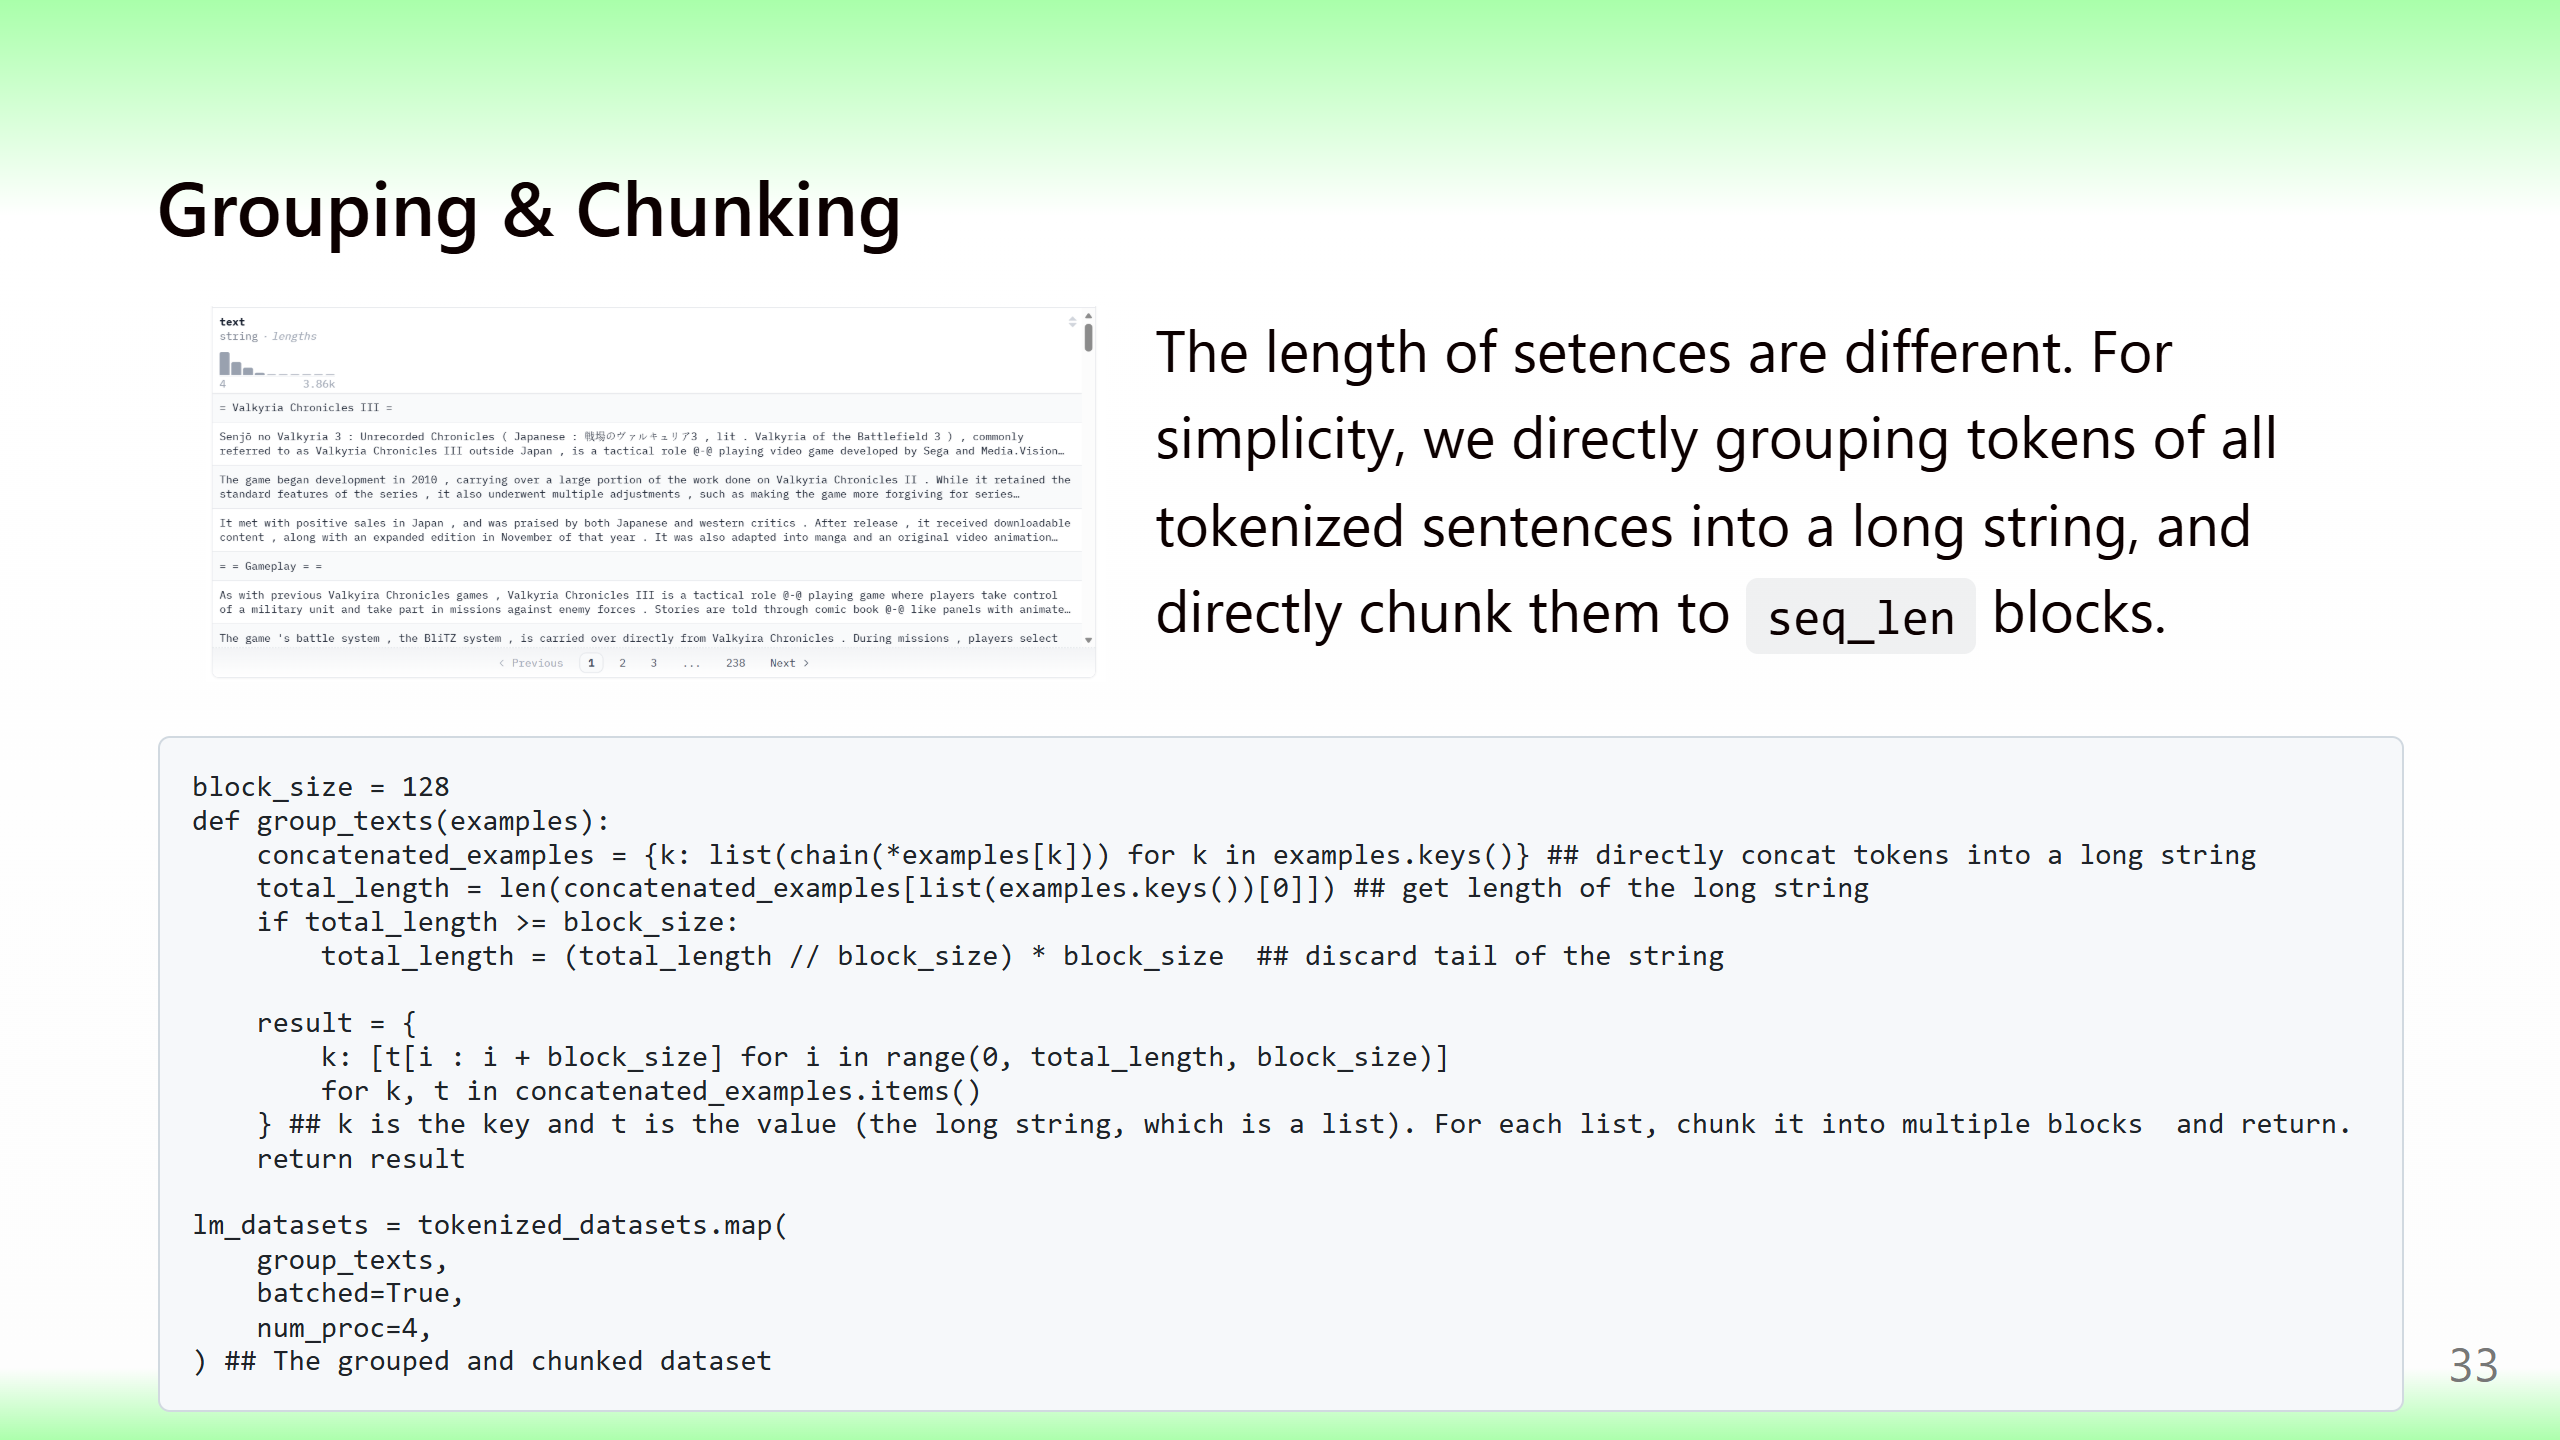 Grouping & Chunking
text
string · lengths
4 3.86k
= Valkyria Chronicles III =
Senjō no Valkyria 3 : Unrecorded Chronicles ( Japanese : 戦場のヴァルキュリア3 , lit . Valkyria of the Battlefield 3 ) , commonly
referred to as Valkyria Chronicles III outside Japan , is a tactical role @-@ playing video game developed by Sega and Media.Vision…
The game began development in 2010 , carrying over a large portion of the work done on Valkyria Chronicles II . While it retained the
standard features of the series , it also underwent multiple adjustments , such as making the game more forgiving for series…
It met with positive sales in Japan , and was praised by both Japanese and western critics . After release , it received downloadable
content , along with an expanded edition in November of that year . It was also adapted into manga and an original video animation…
= = Gameplay = =
As with previous Valkyira Chronicles games , Valkyria Chronicles III is a tactical role @-@ playing game where players take control
of a military unit and take part in missions against enemy forces . Stories are told through comic book @-@ like panels with animate…
The game 's battle system , the BliTZ system , is carried over directly from Valkyira Chronicles . During missions , players select
< Previous 1 2 3 ... 238 Next >
The length of setences are different. For
simplicity, we directly grouping tokens of all
tokenized sentences into a long string, and
directly chunk them to seq_len blocks.
block_size = 128
def group_texts(examples):
    concatenated_examples = {k: list(chain(*examples[k])) for k in examples.keys()} ## directly concat tokens into a long string
    total_length = len(concatenated_examples[list(examples.keys())[0]]) ## get length of the long string
    if total_length >= block_size:
        total_length = (total_length // block_size) * block_size  ## discard tail of the string
    result = {
        k: [t[i : i + block_size] for i in range(0, total_length, block_size)]
        for k, t in concatenated_examples.items()
    } ## k is the key and t is the value (the long string, which is a list). For each list, chunk it into multiple blocks  and return.
    return result
lm_datasets = tokenized_datasets.map(
    group_texts,
    batched=True,
    num_proc=4,
) ## The grouped and chunked dataset
33